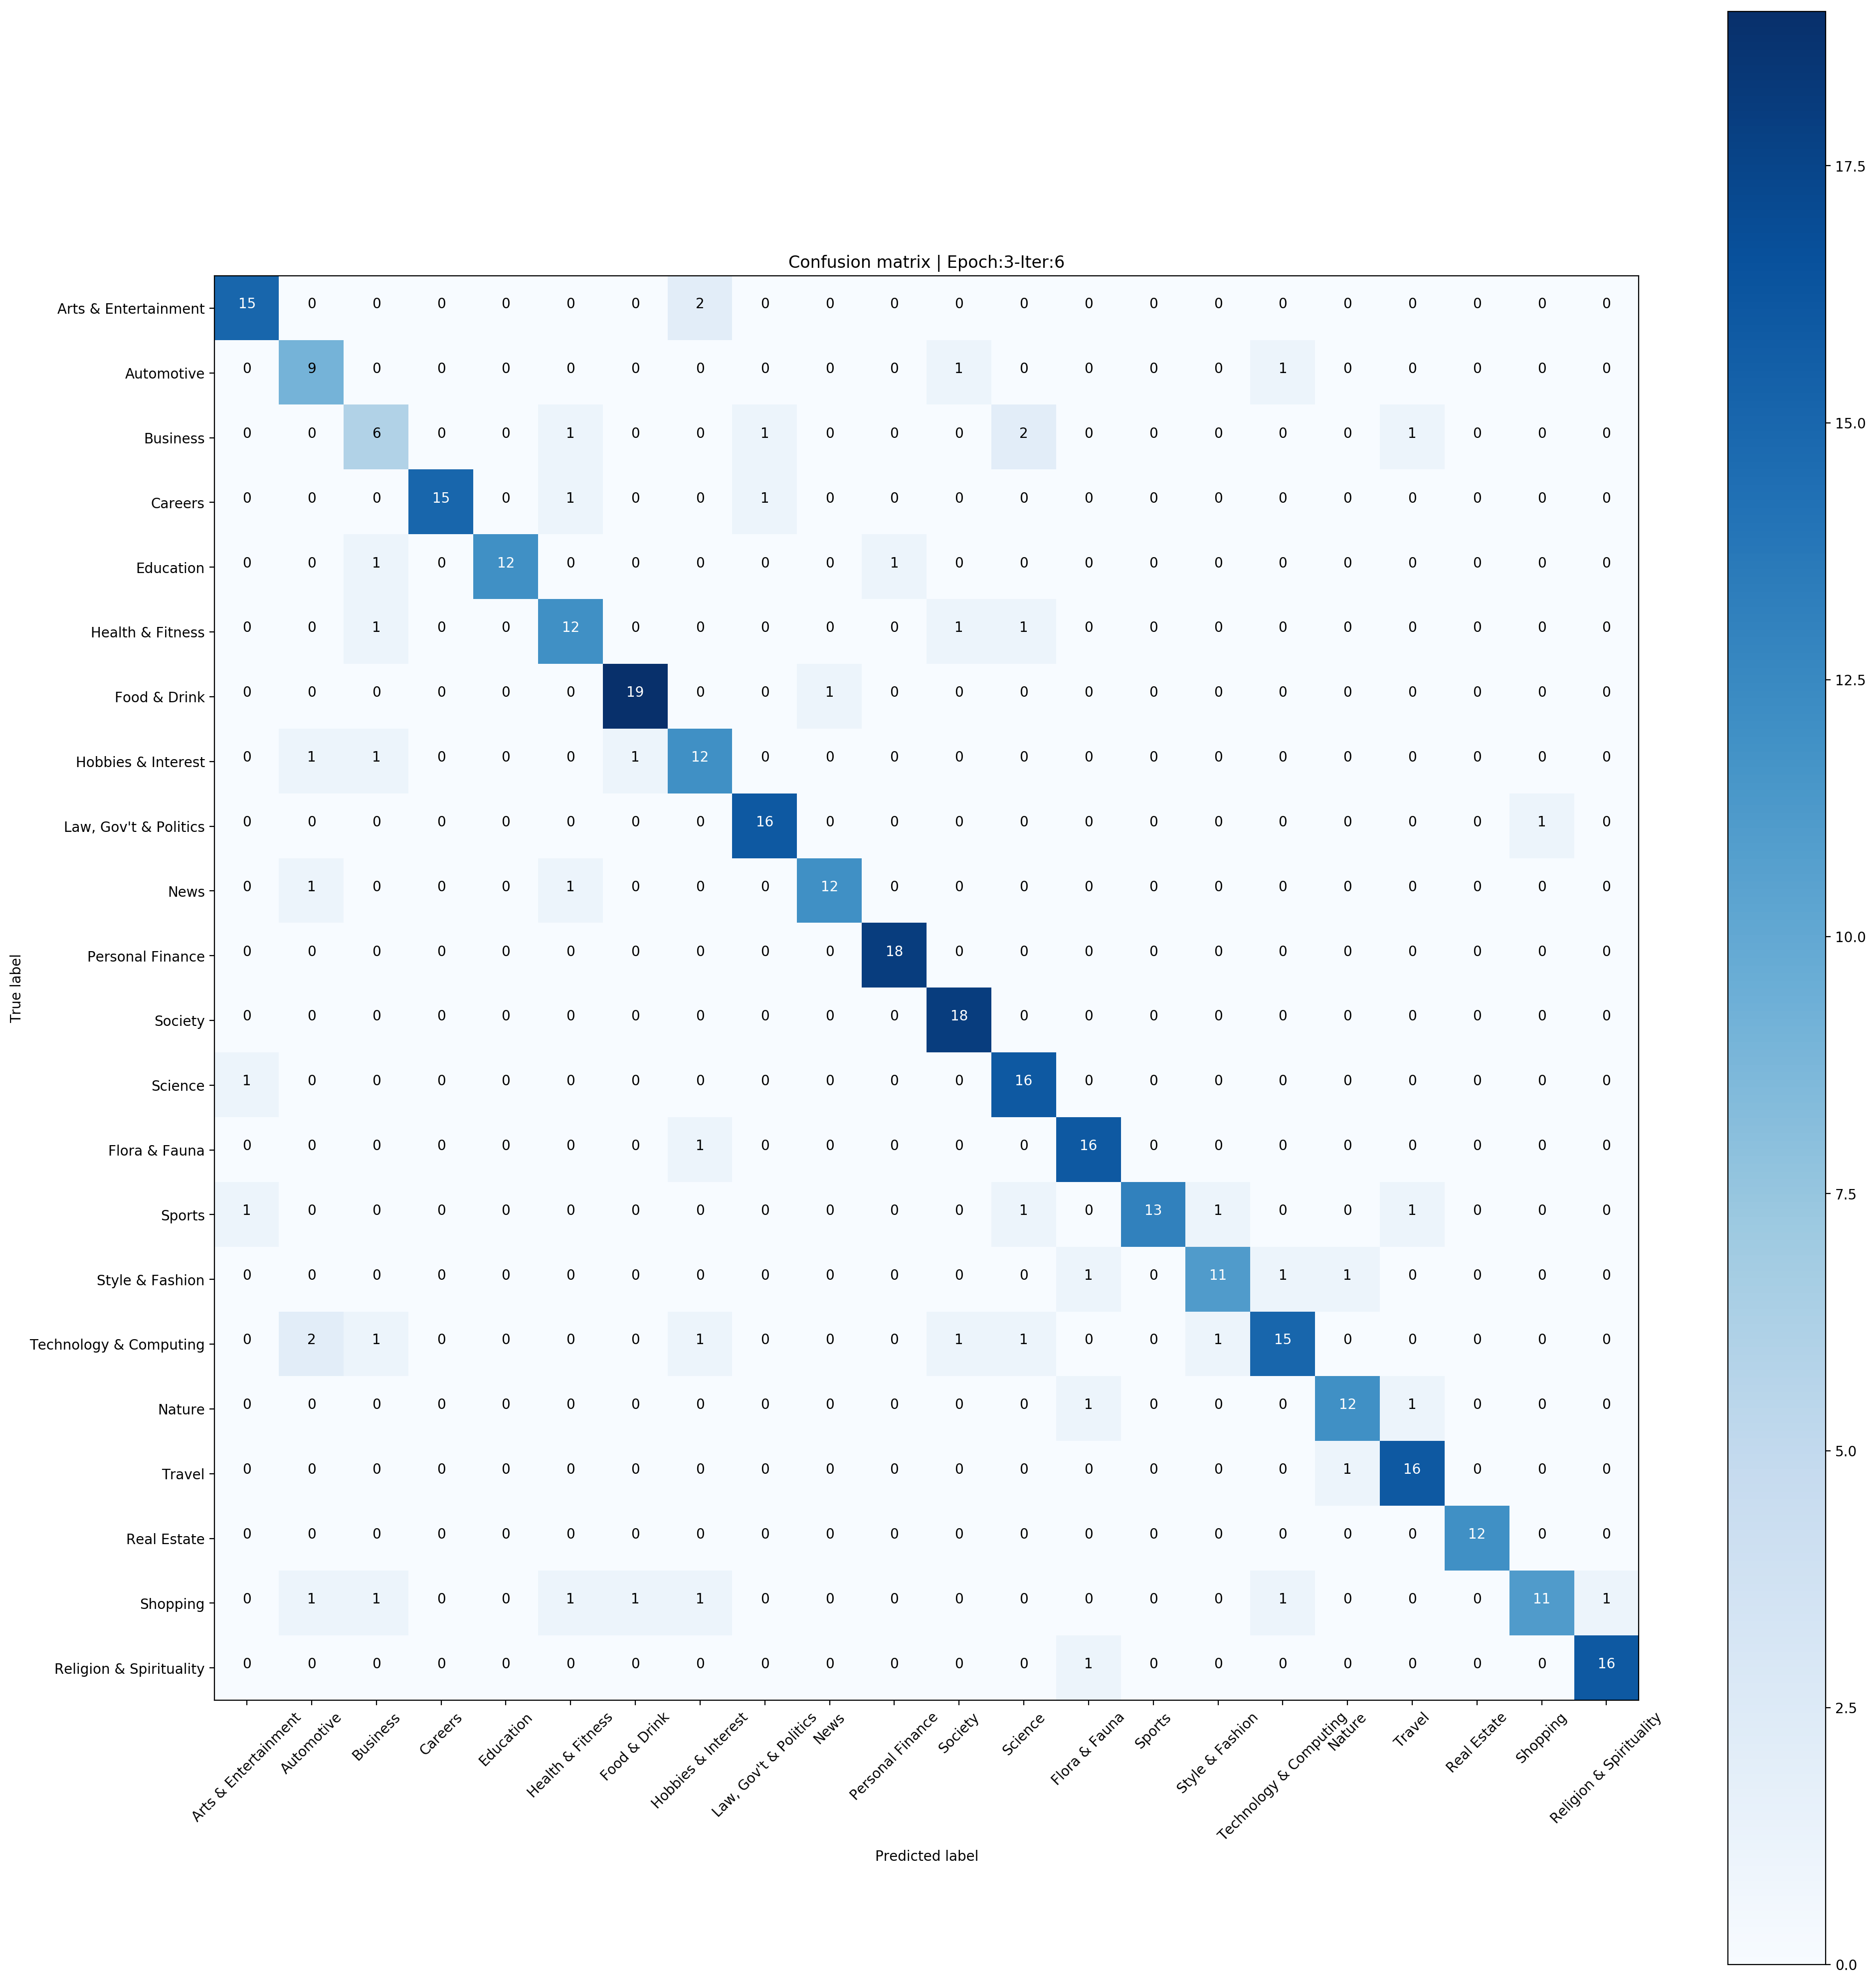 Confusion matrix | Epoch:3-Iter:6
17.5
15.0
12.5
10.0
7.5
5.0
2.5
0.0
True label
Arts & Entertainment 15 0 0 0 0 0 0 2 0 0 0 0 0 0 0 0 0 0 0 0 0 0
Automotive 0 9 0 0 0 0 0 0 0 0 0 1 0 0 0 0 1 0 0 0 0 0
Business 0 0 6 0 0 1 0 0 1 0 0 0 2 0 0 0 0 0 1 0 0 0
Careers 0 0 0 15 0 1 0 0 1 0 0 0 0 0 0 0 0 0 0 0 0 0
Education 0 0 1 0 12 0 0 0 0 0 1 0 0 0 0 0 0 0 0 0 0 0
Health & Fitness 0 0 1 0 0 12 0 0 0 0 0 1 1 0 0 0 0 0 0 0 0 0
Food & Drink 0 0 0 0 0 0 19 0 0 1 0 0 0 0 0 0 0 0 0 0 0 0
Hobbies & Interest 0 1 1 0 0 0 1 12 0 0 0 0 0 0 0 0 0 0 0 0 0 0
Law, Gov't & Politics 0 0 0 0 0 0 0 0 16 0 0 0 0 0 0 0 0 0 0 0 1 0
News 0 1 0 0 0 1 0 0 0 12 0 0 0 0 0 0 0 0 0 0 0 0
Personal Finance 0 0 0 0 0 0 0 0 0 0 18 0 0 0 0 0 0 0 0 0 0 0
Society 0 0 0 0 0 0 0 0 0 0 0 18 0 0 0 0 0 0 0 0 0 0
Science 1 0 0 0 0 0 0 0 0 0 0 0 16 0 0 0 0 0 0 0 0 0
Flora & Fauna 0 0 0 0 0 0 0 1 0 0 0 0 0 16 0 0 0 0 0 0 0 0
Sports 1 0 0 0 0 0 0 0 0 0 0 0 1 0 13 1 0 0 1 0 0 0
Style & Fashion 0 0 0 0 0 0 0 0 0 0 0 0 0 1 0 11 1 1 0 0 0 0
Technology & Computing 0 2 1 0 0 0 0 1 0 0 0 1 1 0 0 1 15 0 0 0 0 0
Nature 0 0 0 0 0 0 0 0 0 0 0 0 0 1 0 0 0 12 1 0 0 0
Travel 0 0 0 0 0 0 0 0 0 0 0 0 0 0 0 0 0 1 16 0 0 0
Real Estate 0 0 0 0 0 0 0 0 0 0 0 0 0 0 0 0 0 0 0 12 0 0
Shopping 0 1 1 0 0 1 1 1 0 0 0 0 0 0 0 0 1 0 0 0 11 1
Religion & Spirituality 0 0 0 0 0 0 0 0 0 0 0 0 0 1 0 0 0 0 0 0 0 16
Arts & Entertainment
Automotive
Business
Careers
Education
Health & Fitness
Food & Drink
Hobbies & Interest
Law, Gov't & Politics
News
Personal Finance
Society
Science
Flora & Fauna
Sports
Style & Fashion
Technology & Computing
Nature
Travel
Real Estate
Shopping
Religion & Spirituality
Predicted label